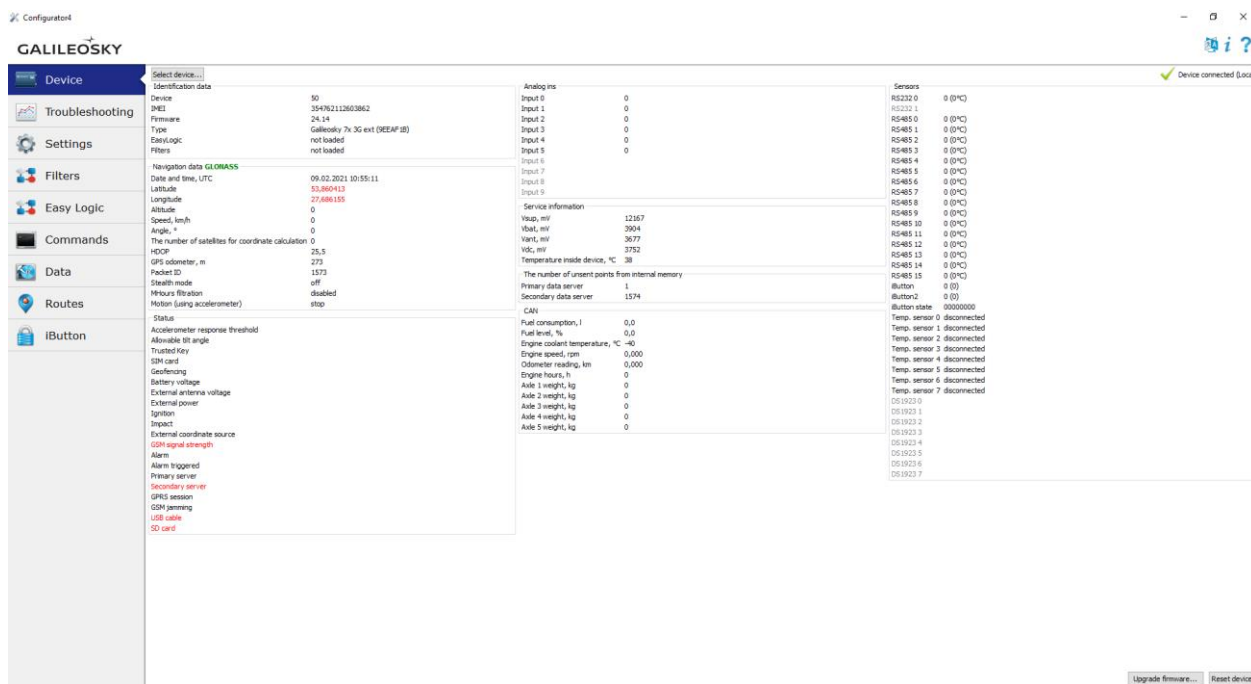 Configurator4
GALILEOSKY
Device
Troubleshooting
Settings
Filters
Easy Logic
Commands
Data
Routes
iButton
Select device...
Device connected (Loca
Identification data
Device 50
IMEI 354762112603862
Firmware 24.14
Type Galileosky 7x 3G ext (9EEAF1B)
EasyLogic not loaded
Filters not loaded
Navigation data GLONASS
Date and time, UTC 09.02.2021 10:55:11
Latitude 53,860413
Longitude 27,686155
Altitude 0
Speed, km/h 0
Angle, ° 0
The number of satellites for coordinate calculation 0
HDOP 25,5
GPS odometer, m 273
Packet ID 1573
Stealth mode off
MHours filtration disabled
Motion (using accelerometer) stop
Status
Accelerometer response threshold
Allowable tilt angle
Trusted Key
SIM card
Geofencing
Battery voltage
External antenna voltage
External power
Ignition
Impact
External coordinate source
GSM signal strength
Alarm
Alarm triggered
Primary server
Secondary server
GPRS session
GSM jamming
USB cable
SD card
Analog ins
Input 0 0
Input 1 0
Input 2 0
Input 3 0
Input 4 0
Input 5 0
Input 6
Input 7
Input 8
Input 9
Service information
Vsup, mV 12167
Vbat, mV 3904
Vant, mV 3677
Vdc, mV 3752
Temperature inside device, °C 38
The number of unsent points from internal memory
Primary data server 1
Secondary data server 1574
CAN
Fuel consumption, l 0,0
Fuel level, % 0,0
Engine coolant temperature, °C -40
Engine speed, rpm 0,000
Odometer reading, km 0,000
Engine hours, h 0
Axle 1 weight, kg 0
Axle 2 weight, kg 0
Axle 3 weight, kg 0
Axle 4 weight, kg 0
Axle 5 weight, kg 0
Sensors
RS232 0 0 (0°C)
RS232 1
RS485 0 0 (0°C)
RS485 1 0 (0°C)
RS485 2 0 (0°C)
RS485 3 0 (0°C)
RS485 4 0 (0°C)
RS485 5 0 (0°C)
RS485 6 0 (0°C)
RS485 7 0 (0°C)
RS485 8 0 (0°C)
RS485 9 0 (0°C)
RS485 10 0 (0°C)
RS485 11 0 (0°C)
RS485 12 0 (0°C)
RS485 13 0 (0°C)
RS485 14 0 (0°C)
RS485 15 0 (0°C)
iButton 0 (0)
iButton2 0 (0)
iButton state 00000000
Temp. sensor 0 disconnected
Temp. sensor 1 disconnected
Temp. sensor 2 disconnected
Temp. sensor 3 disconnected
Temp. sensor 4 disconnected
Temp. sensor 5 disconnected
Temp. sensor 6 disconnected
Temp. sensor 7 disconnected
DS1923 0
DS1923 1
DS1923 2
DS1923 3
DS1923 4
DS1923 5
DS1923 6
DS1923 7
Upgrade firmware...
Reset device